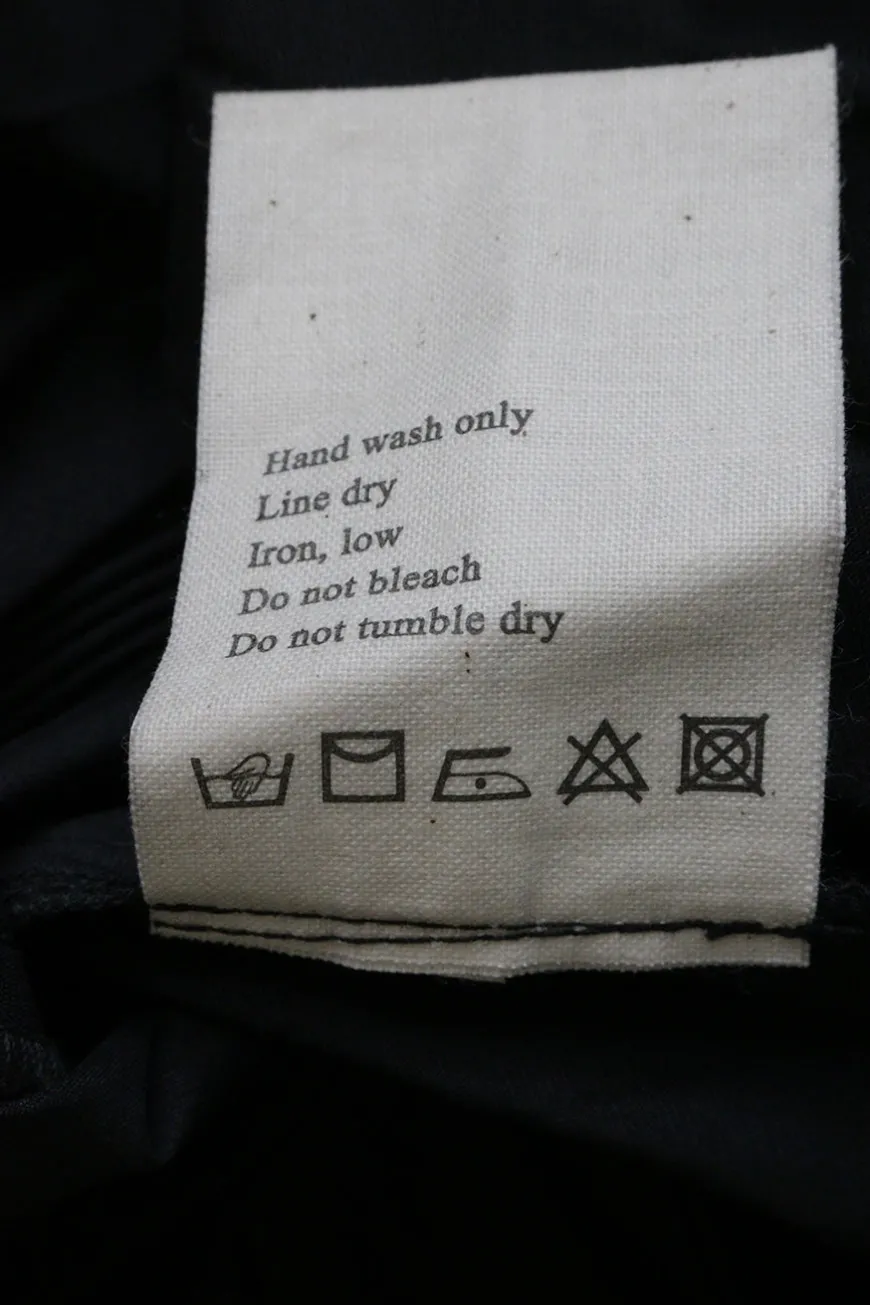 Hand wash only
Line dry
Iron, low
Do not bleach
Do not tumble dry